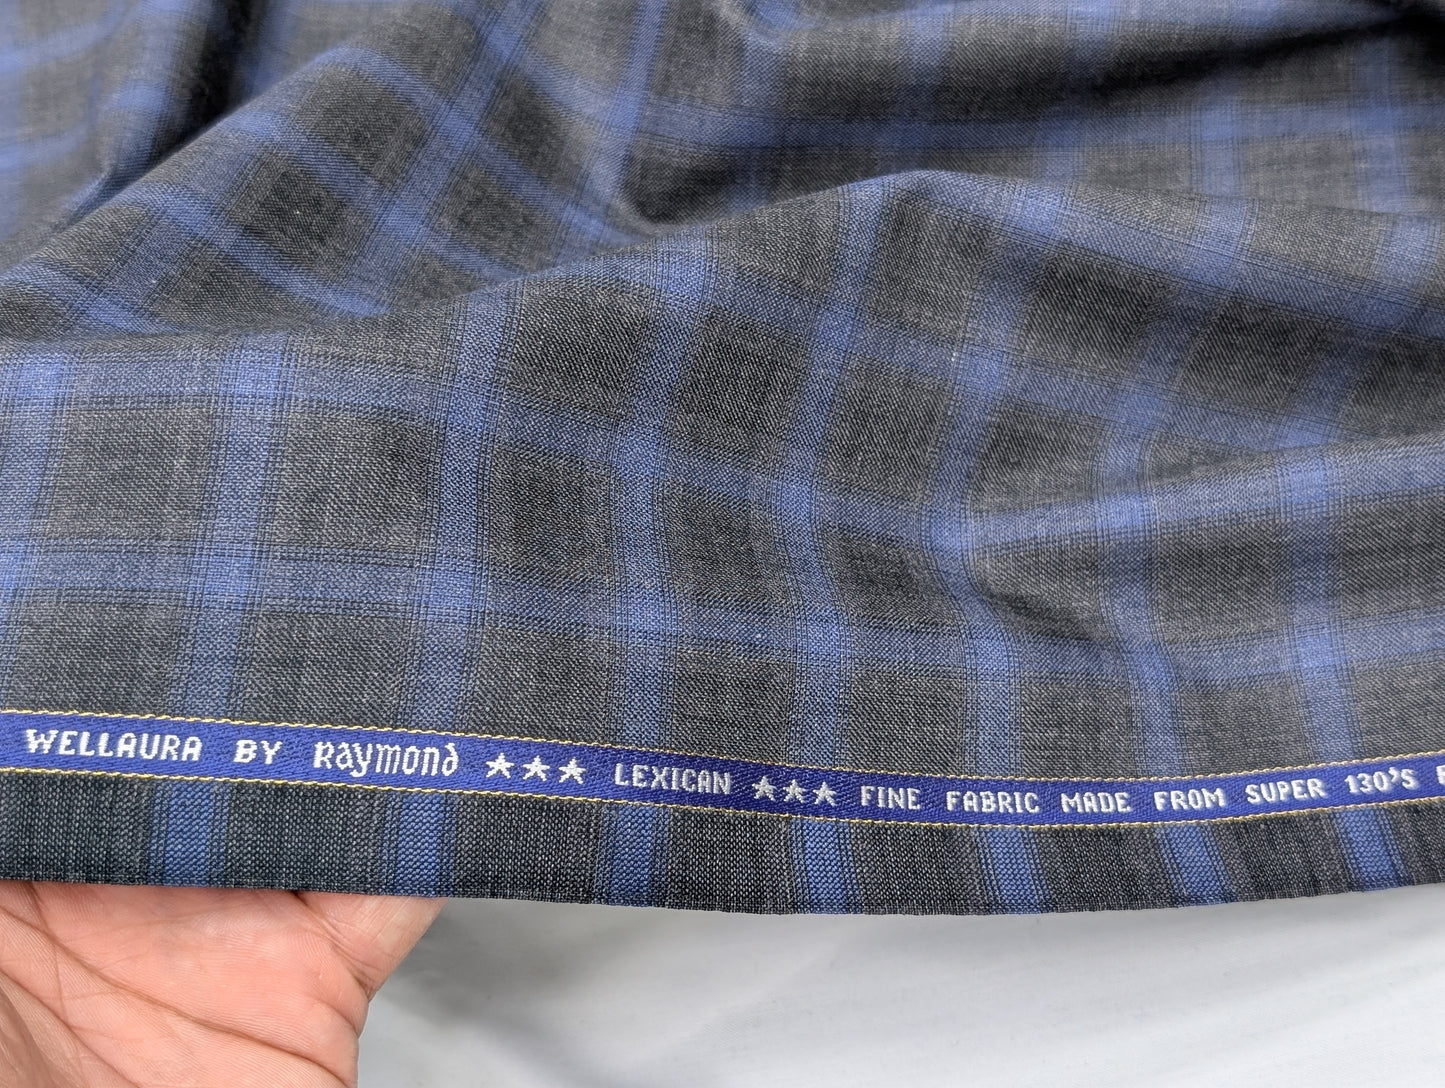 WELLAURA BY Raymond ★★★ LEXICAN ★★★ FINE FABRIC MADE FROM SUPER 130'S